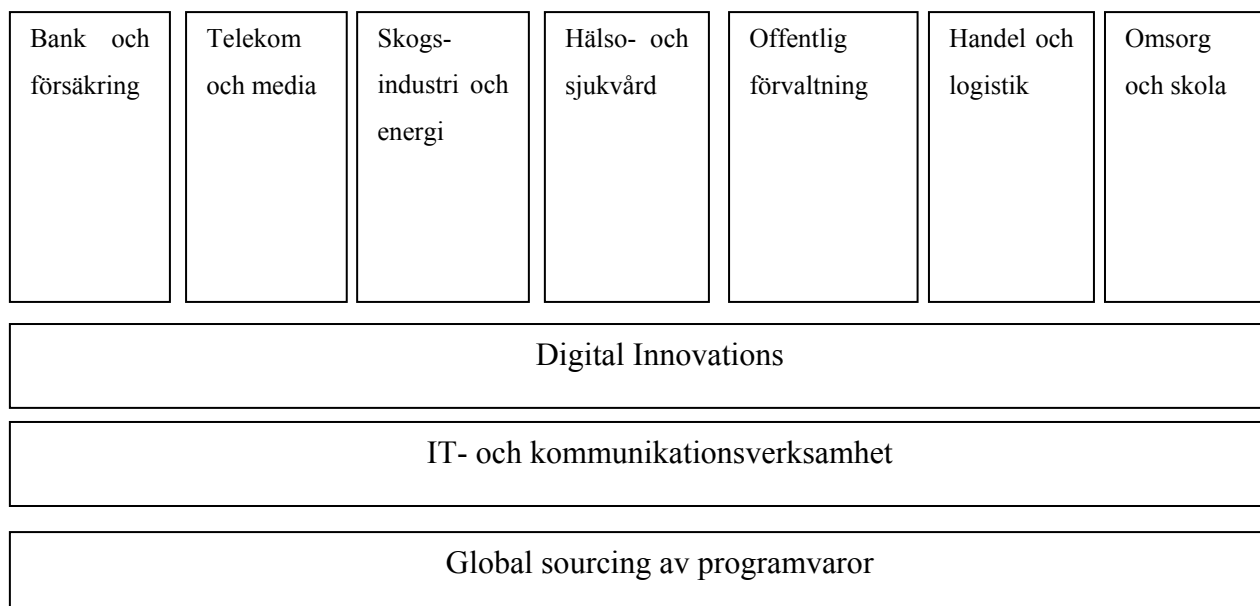 Bank och
försäkring
Telekom
och media
Skogs-
industri och
energi
Hälso- och
sjukvård
Offentlig
förvaltning
Handel och
logistik
Omsorg
och skola
Digital Innovations
IT- och kommunikationsverksamhet
Global sourcing av programvaror